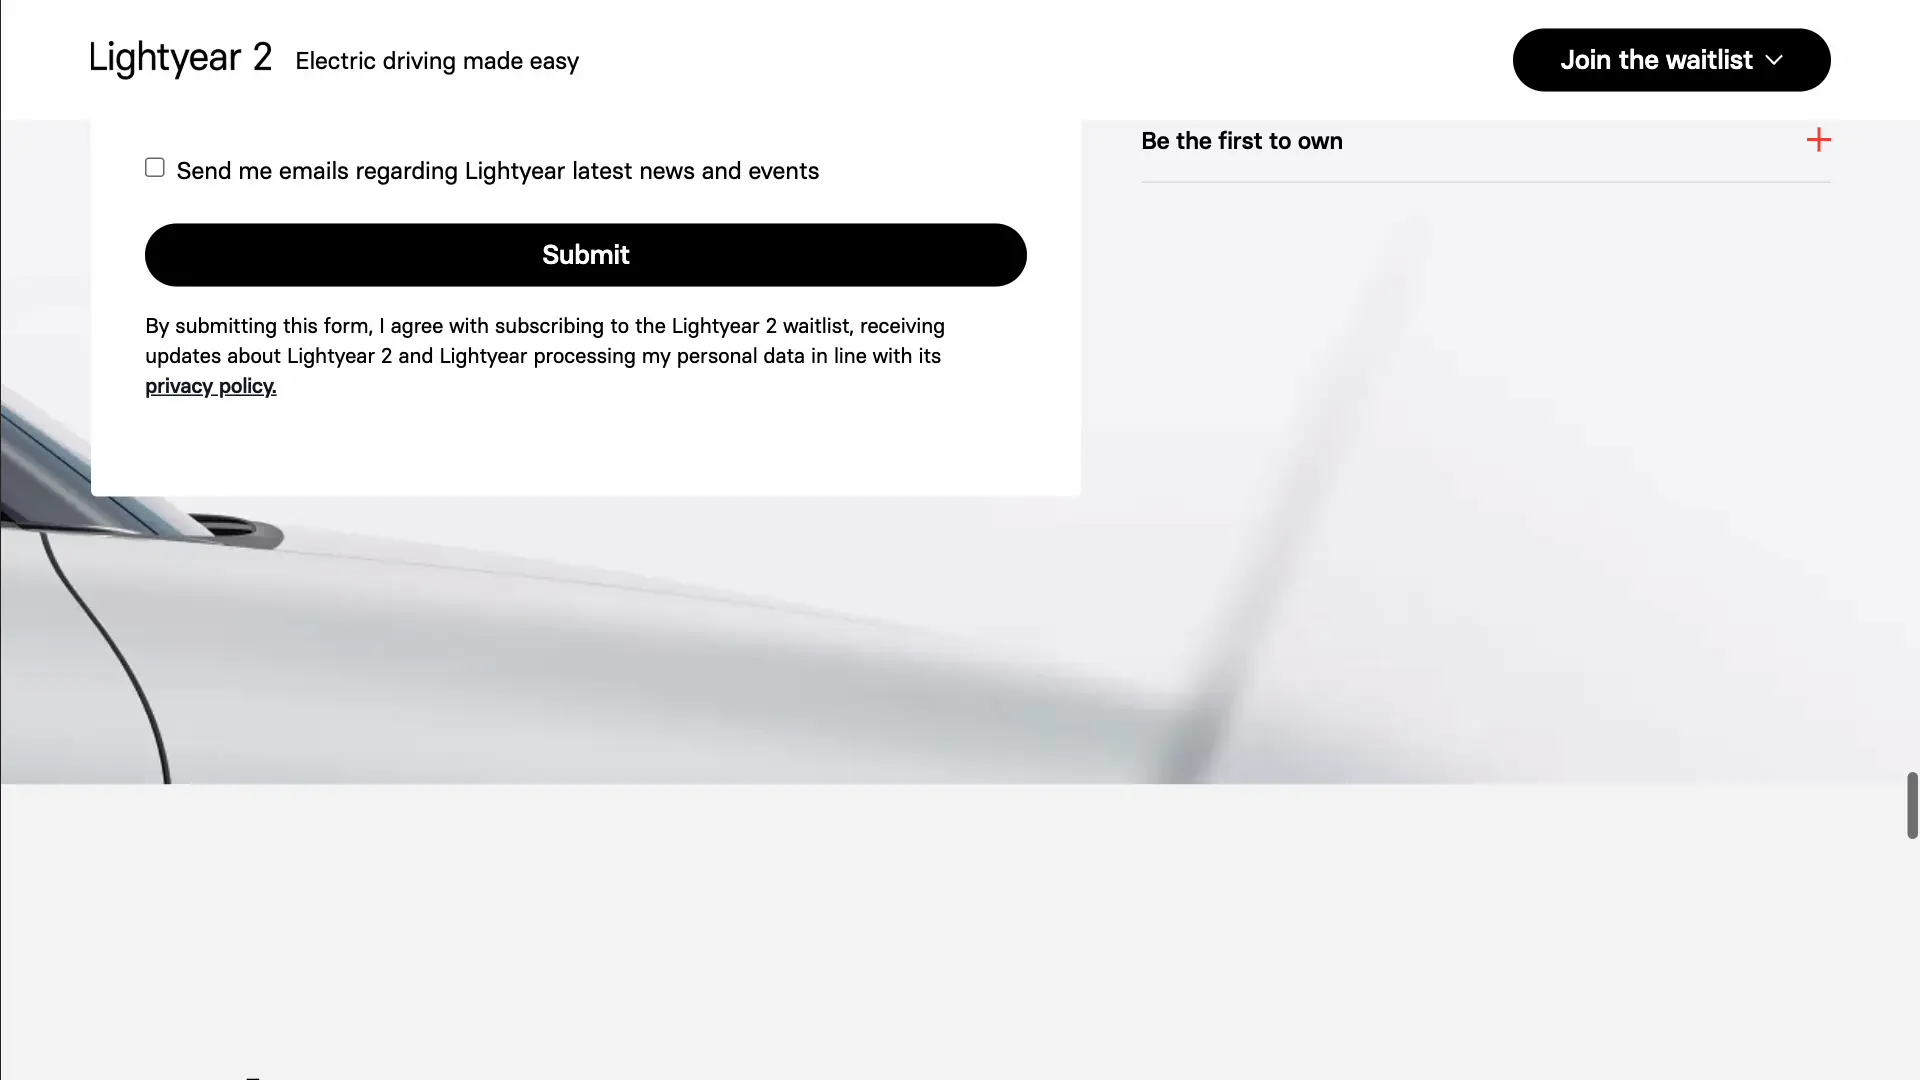 Lightyear 2 Electric driving made easy
Join the waitlist
Be the first to own
Send me emails regarding Lightyear latest news and events
Submit
By submitting this form, I agree with subscribing to the Lightyear 2 waitlist, receiving
updates about Lightyear 2 and Lightyear processing my personal data in line with its
privacy policy.